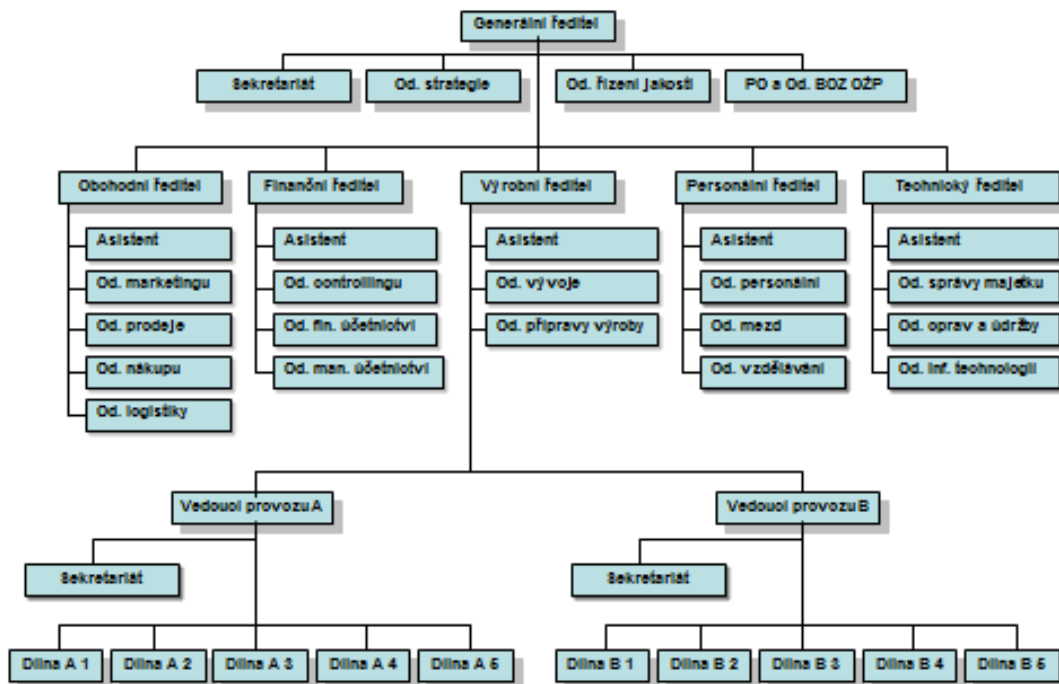 Generální ředitel
Sekretariát
Od. strategie
Od. řízení jakosti
PO a Od. BOZ OŽP
Obchodní ředitel
Finanční ředitel
Výrobní ředitel
Personální ředitel
Technický ředitel
Asistent
Asistent
Asistent
Asistent
Asistent
Od. marketingu
Od. controllingu
Od. vývoje
Od. personální
Od. správy majetku
Od. prodeje
Od. fin. účetnictví
Od. přípravy výroby
Od. mezd
Od. oprav a údržby
Od. nákupu
Od. man. účetnictví
Od. vzdělávání
Od. inf. technologií
Od. logistiky
Vedoucí provozu A
Vedoucí provozu B
Sekretariát
Sekretariát
Dílna A 1
Dílna A 2
Dílna A 3
Dílna A 4
Dílna A 5
Dílna B 1
Dílna B 2
Dílna B 3
Dílna B 4
Dílna B 5